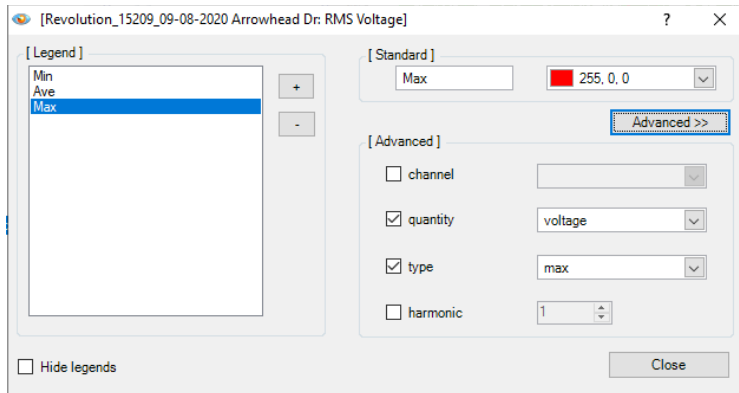 [Revolution_15209_09-08-2020 Arrowhead Dr: RMS Voltage]
?
[ Legend ]
Min
Ave
Max
+
-
[ Standard ]
Max
255, 0, 0
Advanced >>
[ Advanced ]
channel
quantity
voltage
type
max
harmonic
1
Hide legends
Close